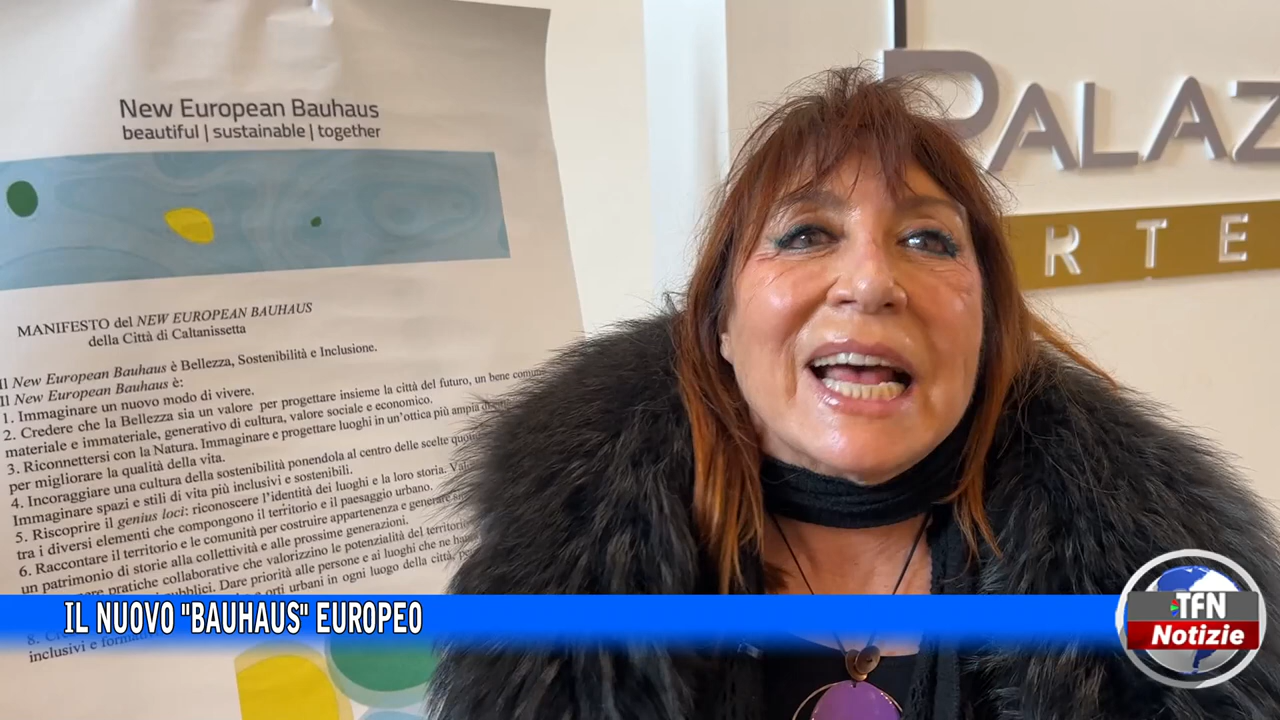 New European Bauhaus
beautiful | sustainable | together
MANIFESTO del NEW EUROPEAN BAUHAUS
della Città di Caltanissetta
Il New European Bauhaus è Bellezza, Sostenibilità e Inclusione.
Il New European Bauhaus è:
1. Immaginare un nuovo modo di vivere.
2. Credere che la Bellezza sia un valore per progettare insieme la città del futuro, un bene
materiale e immateriale, generativo di cultura, valore sociale e economico.
3. Riconnettersi con la Natura. Immaginare e progettare luoghi in un'ottica più ampia
per migliorare la qualità della vita.
4. Incoraggiare una cultura della sostenibilità ponendola al centro delle scelte
Immaginare spazi e stili di vita più inclusivi e sostenibili.
5. Riscoprire il genius loci: riconoscere l'identità dei luoghi e la loro storia.
tra i diversi elementi che compongono il territorio e il paesaggio urbano.
6. Raccontare il territorio e le comunità per costruire appartenenza e generare
un patrimonio di storie alla collettività e alle prossime generazioni.
pratiche collaborative che valorizzino le potenzialità del territorio
Dare priorità alle persone e ai luoghi che ne
orti urbani in ogni luogo della città,
8.
inclusivi e
PALAZ
RTE
IL NUOVO "BAUHAUS" EUROPEO
TFN
Notizie